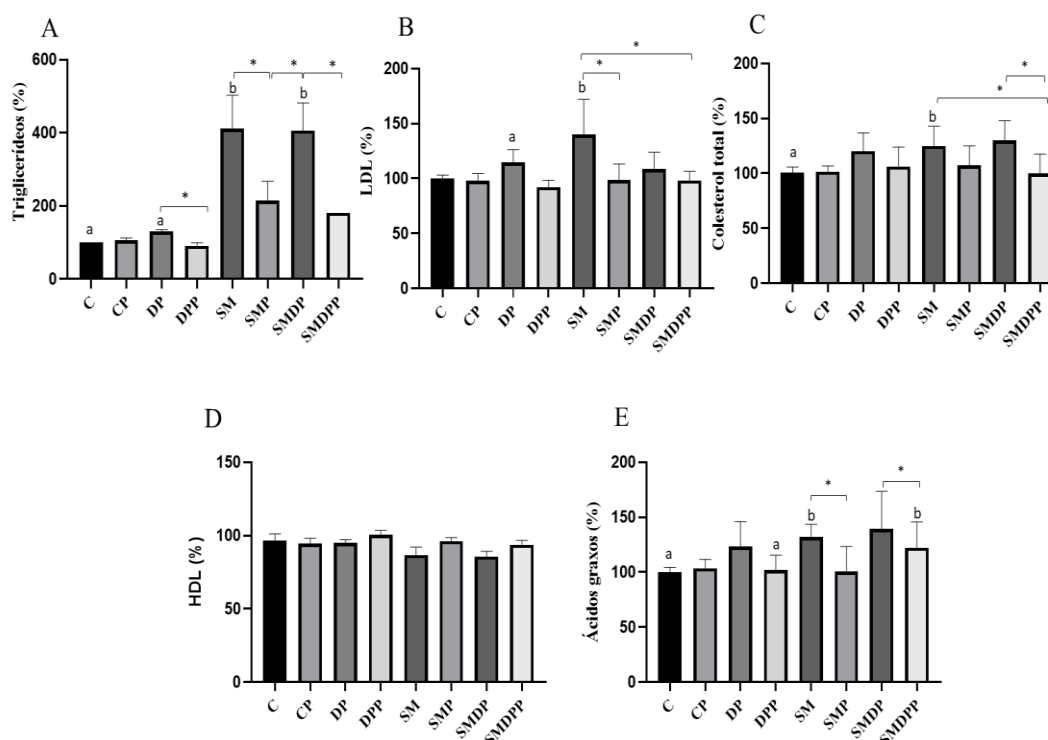 A
Triglicerídeos (%)
600
400
200
0
a
a
b
b
*
*
*
*
C
CP
DP
DPP
SM
SMP
SMDP
SMDPP
B
LDL (%)
200
150
100
50
0
a
b
*
*
C
CP
DP
DPP
SM
SMP
SMDP
SMDPP
C
Colesterol total (%)
200
150
100
50
0
a
b
*
*
C
CP
DP
DPP
SM
SMP
SMDP
SMDPP
D
HDL (%)
150
100
50
0
C
CP
DP
DPP
SM
SMP
SMDP
SMDPP
E
Ácidos graxos (%)
200
150
100
50
0
a
a
b
b
*
*
C
CP
DP
DPP
SM
SMP
SMDP
SMDPP